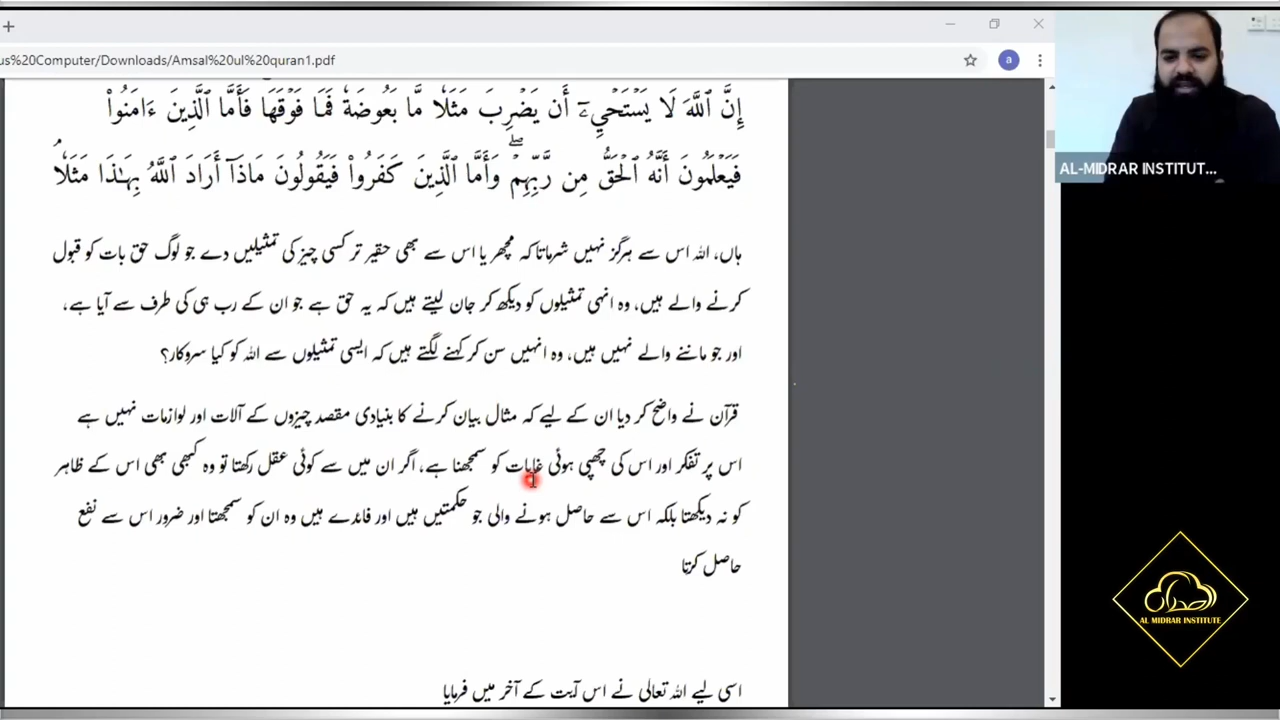 us%20Computer/Downloads/Amsal%20ul%20quran1.pdf
a
إِنَّ ٱللَّهَ لَا يَسْتَحْىِۦٓ أَن يَضْرِبَ مَثَلًا مَّا بَعُوضَةً فَمَا فَوْقَهَا فَأَمَّا ٱلَّذِينَ ءَامَنُوا۟
فَيَعْلَمُونَ أَنَّهُ ٱلْحَقُّ مِن رَّبِّهِمْ ۖ وَأَمَّا ٱلَّذِينَ كَفَرُوا۟ فَيَقُولُونَ مَاذَآ أَرَادَ ٱللَّهُ بِهَـٰذَا مَثَلًا ۘ
ہاں، اللہ اس سے ہرگز نہیں شرماتا کہ مچھر یا اس سے بھی حقیر تر کسی چیز کی تمثیلیں دے جو لوگ حق بات کو قبول
کرنے والے ہیں، وہ انہی تمثیلوں کو دیکھ کر جان لیتے ہیں کہ یہ حق ہے جو ان کے رب ہی کی طرف سے آیا ہے،
اور جو ماننے والے نہیں ہیں، وہ انہیں سن کر کہنے لگتے ہیں کہ ایسی تمثیلوں سے اللہ کو کیا سروکار؟
قرآن نے واضح کر دیا ان کے لیے کہ مثال بیان کرنے کا بنیادی مقصد چیزوں کے آلات اور لوازمات نہیں ہے
اس پر تفکر اور اس کی چھپی ہوئی غایات کو سمجھنا ہے، اگر ان میں سے کوئی عقل رکھتا تو وہ کبھی بھی اس کے ظاہر
کو نہ دیکھتا بلکہ اس سے حاصل ہونے والی جو حکمتیں ہیں اور فائدے ہیں وہ ان کو سمجھتا اور ضرور اس سے نفع
حاصل کرتا
اسی لیے اللہ تعالی نے اس آیت کے آخر میں فرمایا
AL-MIDRAR INSTITUT...
AL MIDRAR INSTITUTE